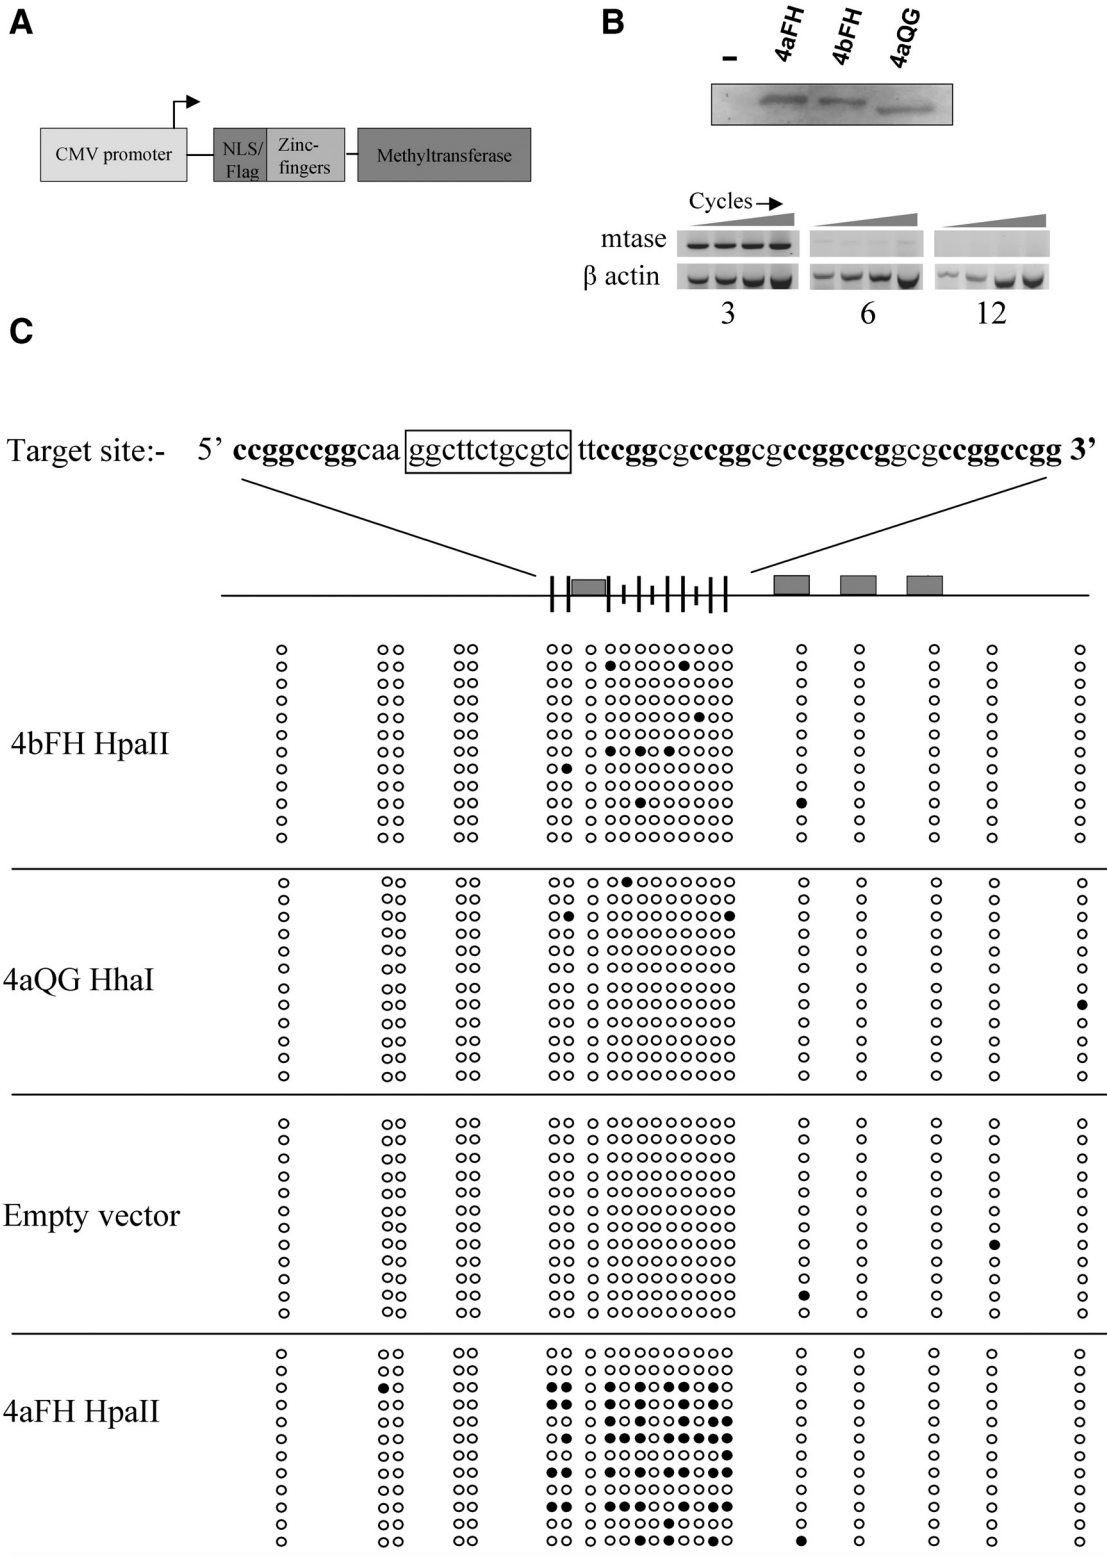 A
CMV promoter
NLS/
Flag
Zinc-
fingers
Methyltransferase
B
–
4aFH
4bFH
4aQG
Cycles
mtase
β actin
3
6
12
C
Target site:- 5’ ccggccggcaa ggcttctgcgtc ttccggcgccggcgccggccggcgccggccgg 3’
4bFH HpaII
4aQG HhaI
Empty vector
4aFH HpaII